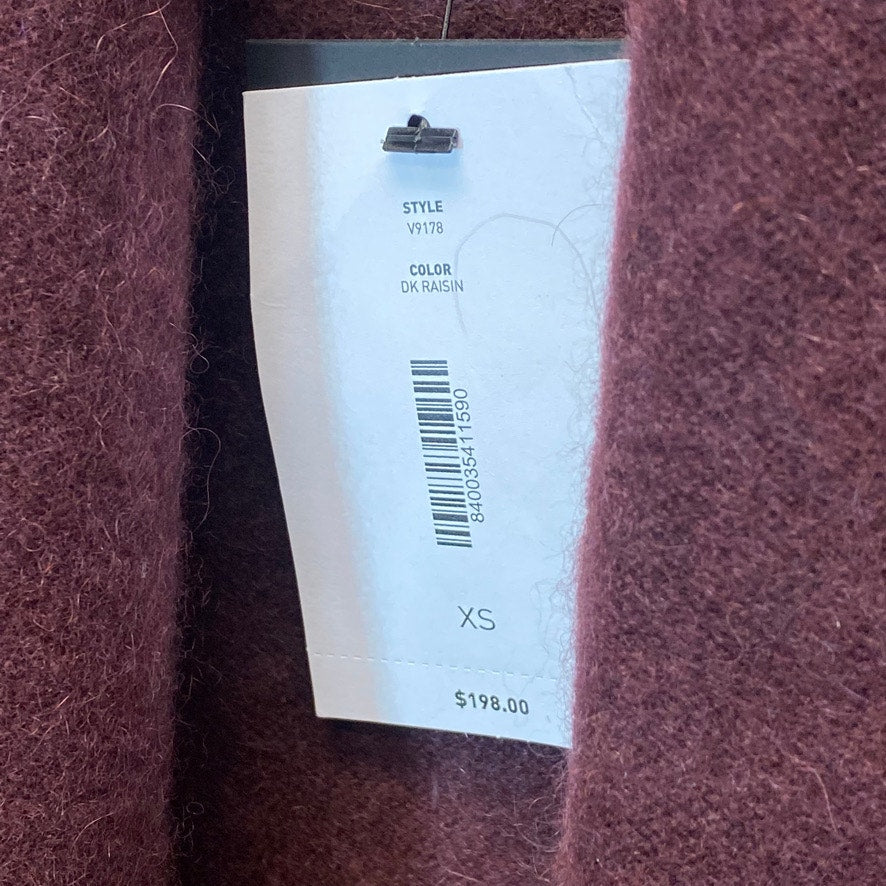 STYLE
V9178
COLOR
DK RAISIN
840035411590
XS
$198.00